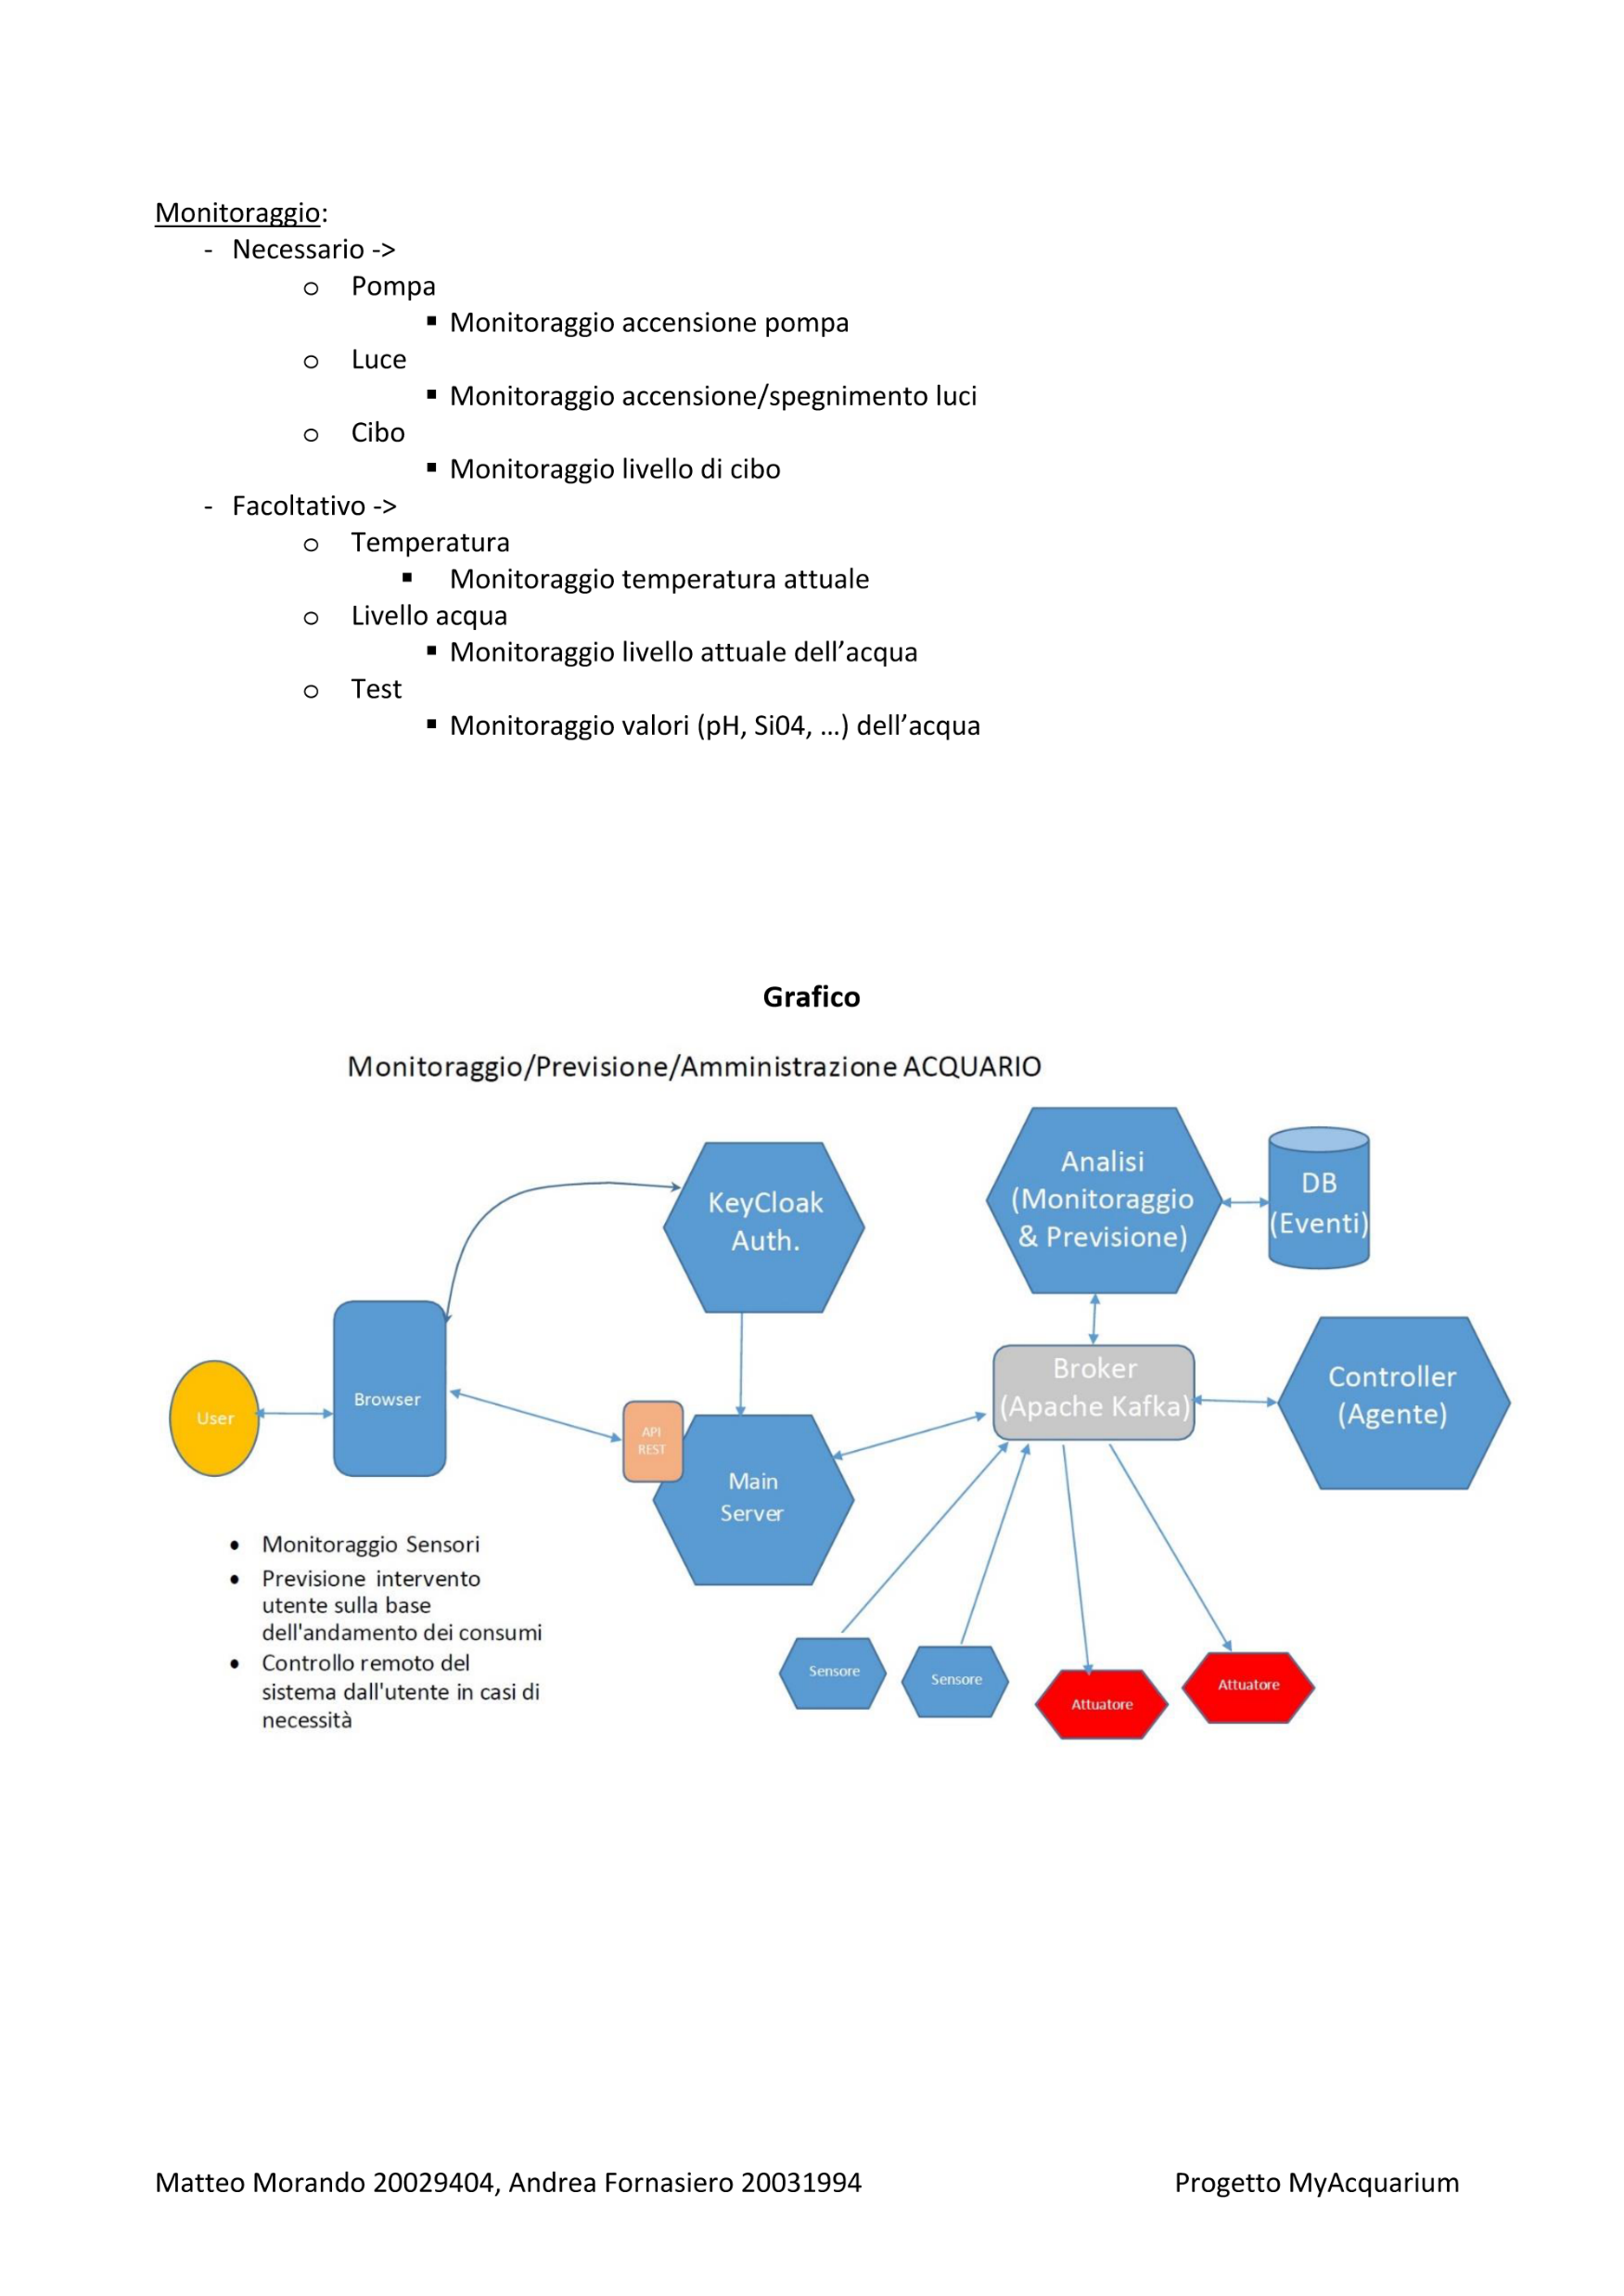 Monitoraggio:
- Necessario ->
o Pompa
▪ Monitoraggio accensione pompa
o Luce
▪ Monitoraggio accensione/spegnimento luci
o Cibo
▪ Monitoraggio livello di cibo
- Facoltativo ->
o Temperatura
▪ Monitoraggio temperatura attuale
o Livello acqua
▪ Monitoraggio livello attuale dell’acqua
o Test
▪ Monitoraggio valori (pH, Si04, …) dell’acqua
Grafico
Monitoraggio/Previsione/Amministrazione ACQUARIO
KeyCloak
Auth.
Analisi
(Monitoraggio
& Previsione)
DB
(Eventi)
User
Browser
API
REST
Main
Server
Broker
(Apache Kafka)
Controller
(Agente)
• Monitoraggio Sensori
• Previsione intervento
utente sulla base
dell'andamento dei consumi
• Controllo remoto del
sistema dall'utente in casi di
necessità
Sensore
Sensore
Attuatore
Attuatore
Matteo Morando 20029404, Andrea Fornasiero 20031994 Progetto MyAcquarium